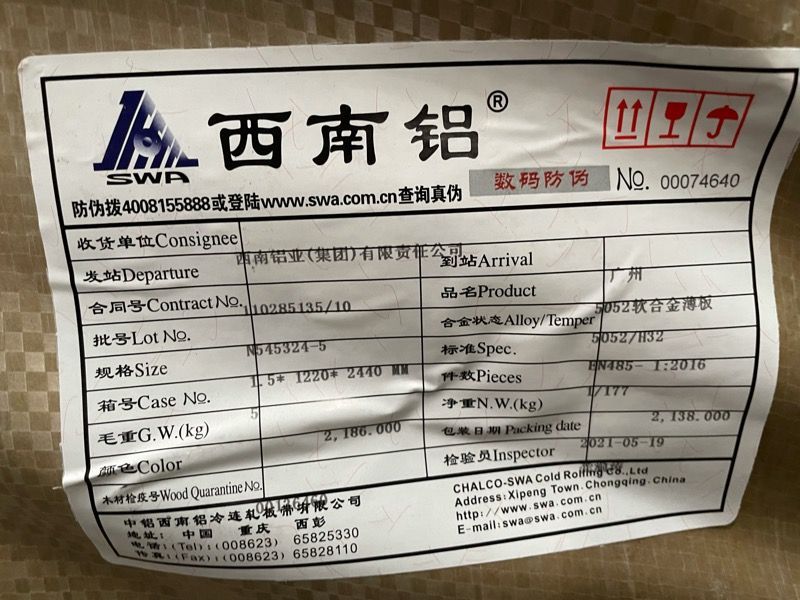 SWA
西南铝®
防伪拨4008155888或登陆www.swa.com.cn查询真伪
数码防伪
No. 00074640
收货单位Consignee
西南铝业(集团)有限责任公司
发站Departure
到站Arrival
广州
合同号Contract No.
110285135/10
品名Product
5052软合金薄板
批号Lot No.
N545324-5
合金状态Alloy/Temper
5052/H32
规格Size
1.5* 1220* 2440 MM
标准Spec.
EN485- 1:2016
箱号Case No.
5
件数Pieces
1/177
毛重G.W.(kg)
2,186.000
净重N.W.(kg)
2,138.000
颜色Color
包装日期Packing date
2021-05-19
木材检疫号Wood Quarantine No.
检验员Inspector
中铝西南铝冷连轧板带有限公司
地址: 中国 重庆 西彭
电话:(Tel):(008623) 65825330
传真:(Fax):(008623) 65828110
CHALCO-SWA Cold Rolling Co.,Ltd
Address:Xipeng Town.Chongqing.China
http://www.swa.com.cn
E-mail:swa@swa.com.cn